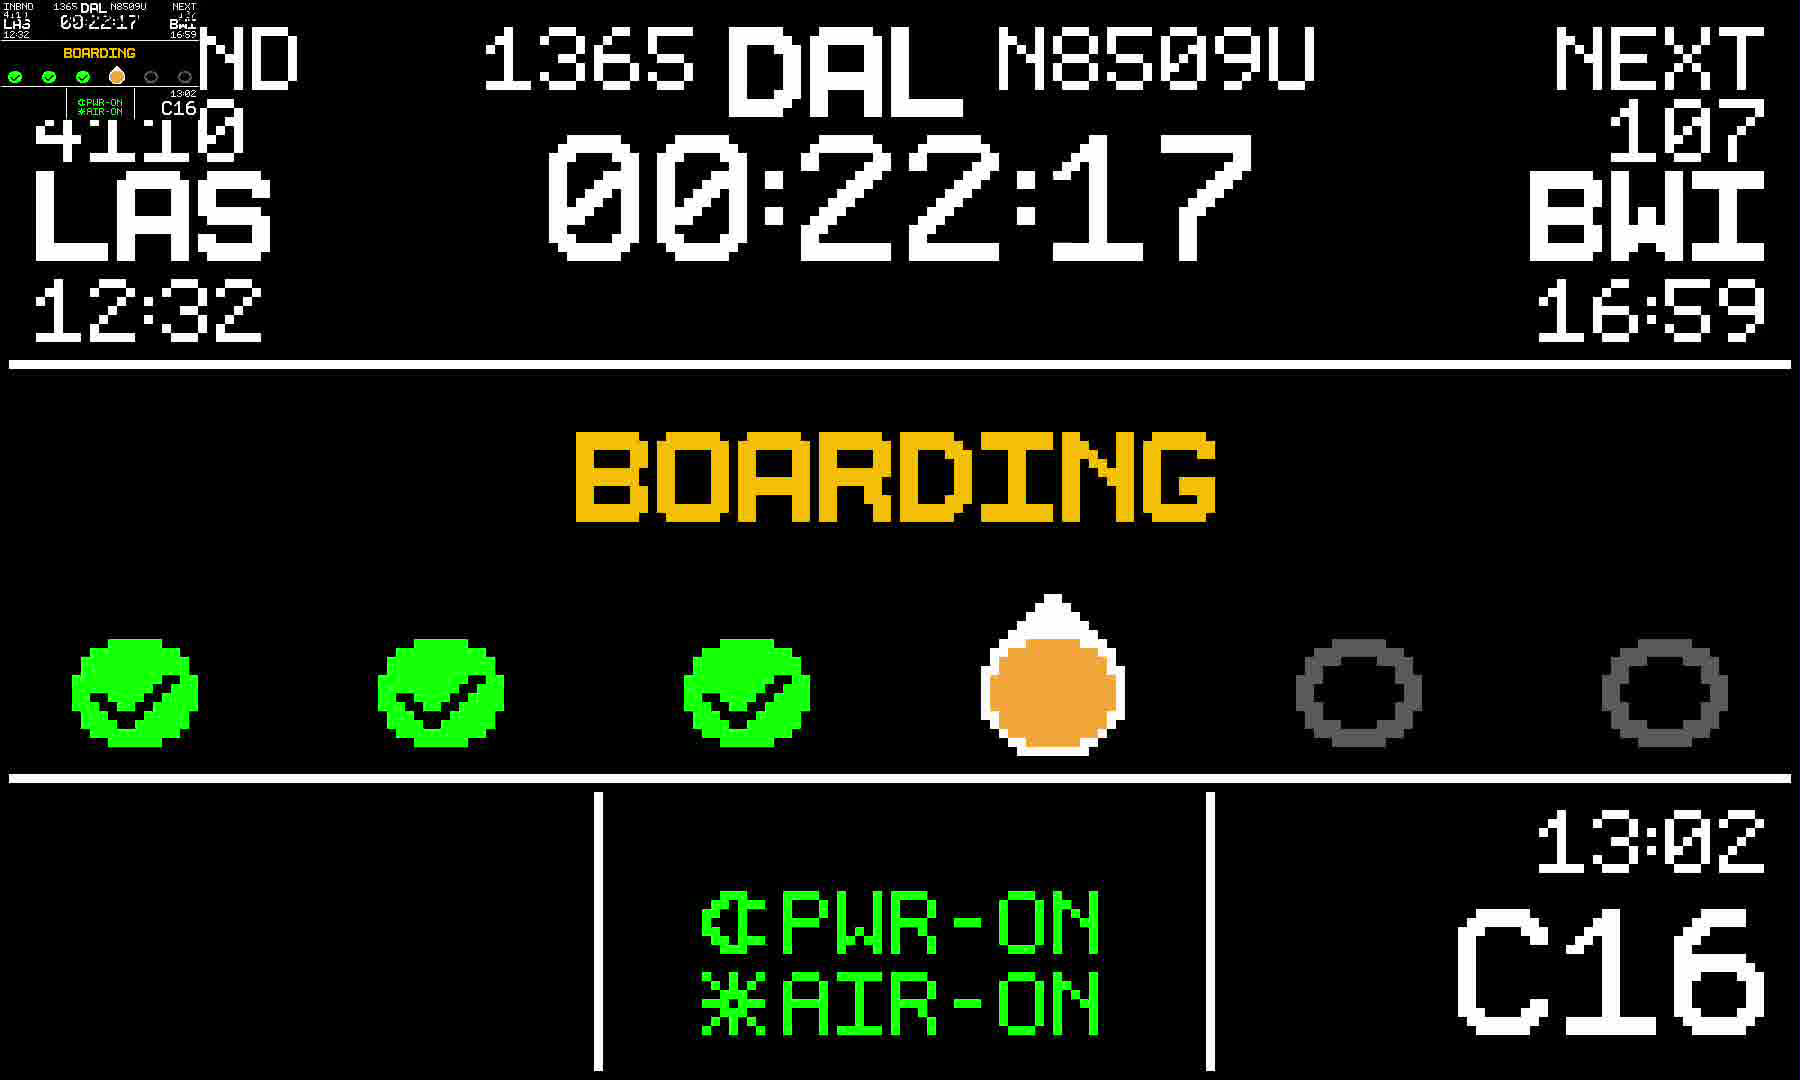 INBND 1365 DAL N8509U NEXT
4110 00:22:17 107
LAS BWI
12:32 16:59
BOARDING
13:02
PWR-ON
AIR-ON C16
ND 1365 DAL N8509U NEXT
4110 00:22:17 107
LAS BWI
12:32 16:59
BOARDING
13:02
PWR-ON
AIR-ON
C16